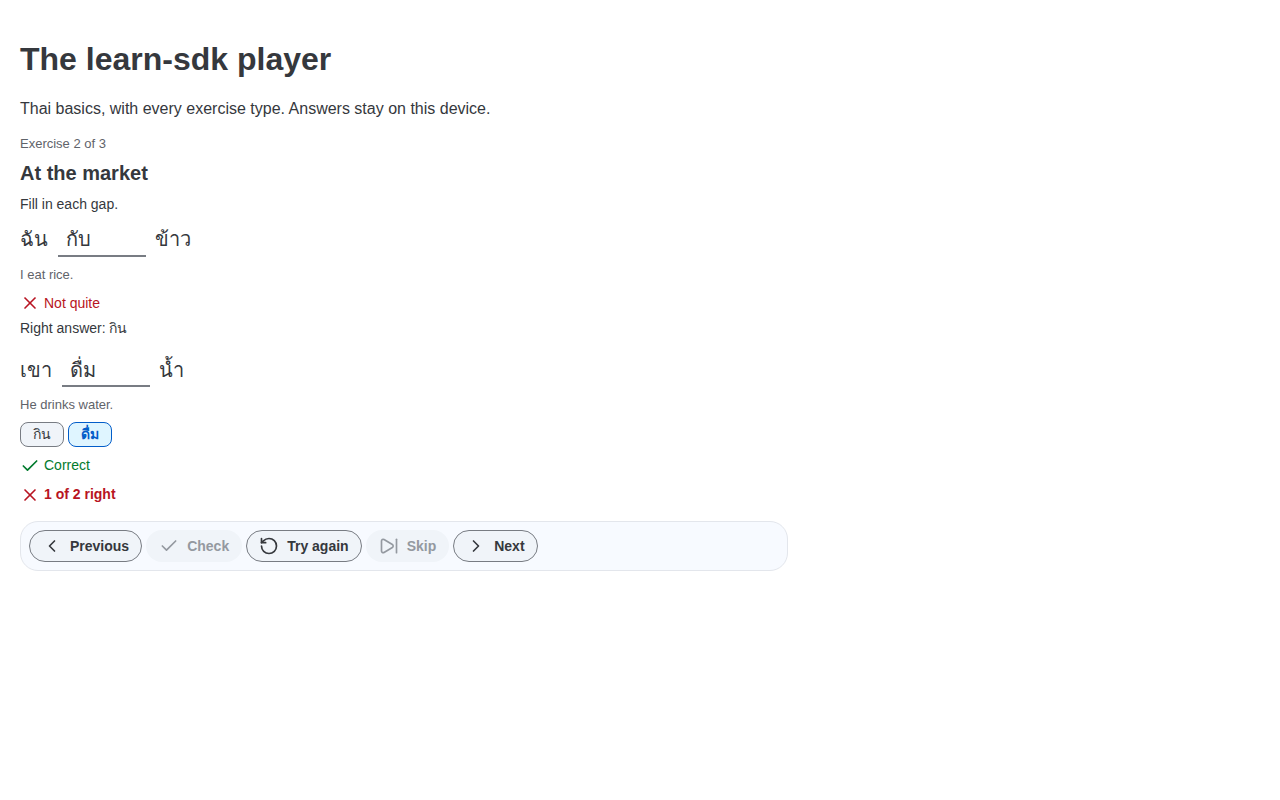 The learn-sdk player
Thai basics, with every exercise type. Answers stay on this device.
Exercise 2 of 3
At the market
Fill in each gap.
ฉัน กับ ข้าว
I eat rice.
Not quite
Right answer: กิน
เขา ดื่ม น้ำ
He drinks water.
กิน ดื่ม
Correct
1 of 2 right
Previous Check Try again Skip Next